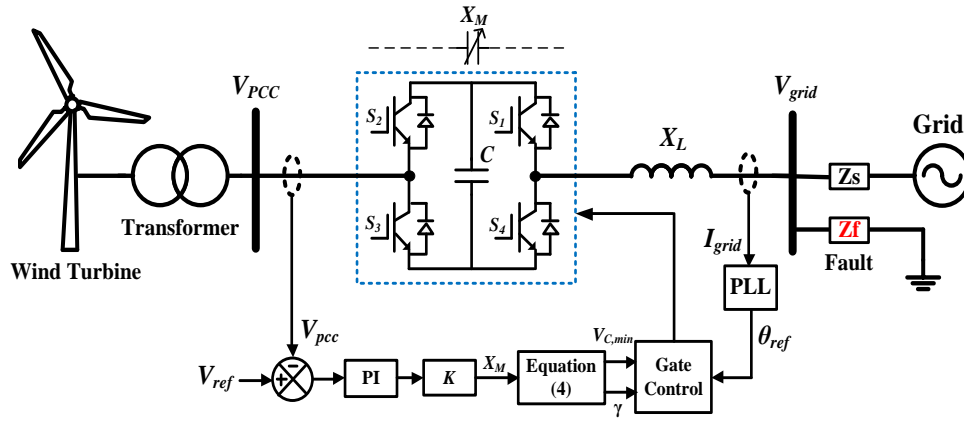 X_M
V_PCC
V_grid
Grid
S_2
S_1
C
X_L
Zs
Transformer
S_3
S_4
I_grid
Zf
Fault
Wind Turbine
PLL
V_pcc
V_C,min
θ_ref
V_ref
+
−
PI
K
X_M
Equation
(4)
Gate
Control
γ